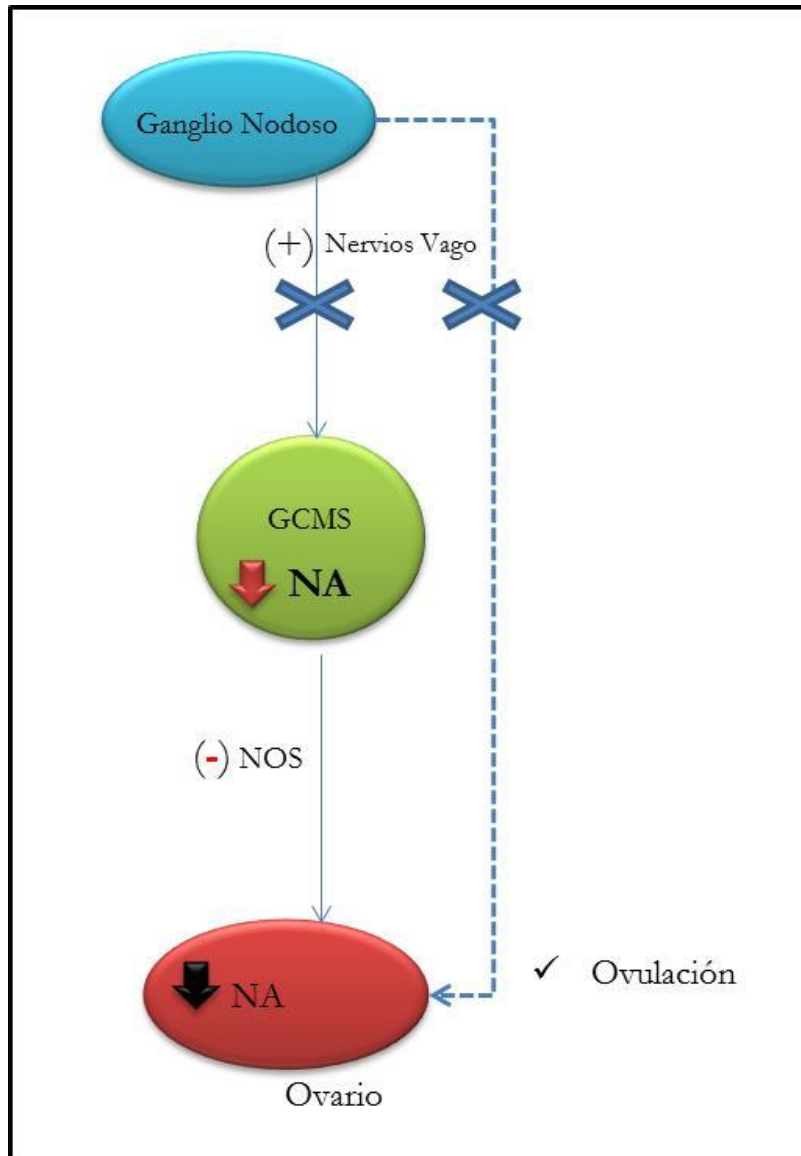 Ganglio Nodoso
(+) Nervios Vago
GCMS
NA
(-) NOS
NA
✓ Ovulación
Ovario